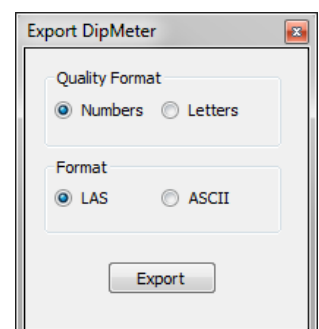 Export DipMeter
Quality Format
Numbers Letters
Format
LAS ASCII
Export